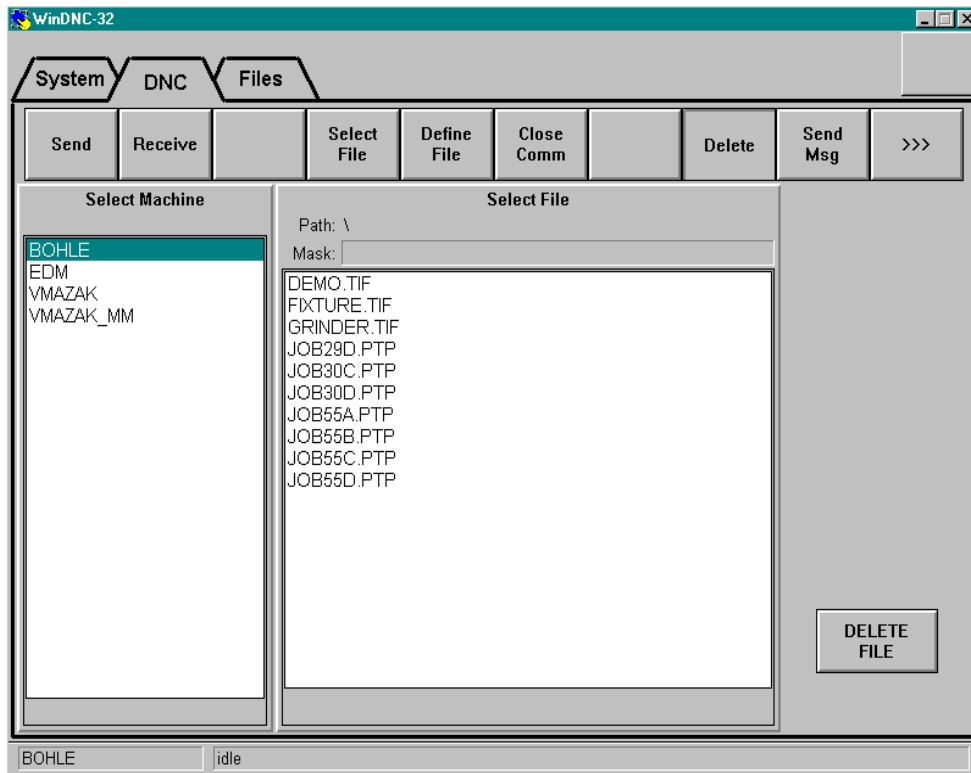 WinDNC-32
System DNC Files
Send Receive Select File Define File Close Comm Delete Send Msg >>>
Select Machine
BOHLE
EDM
VMAZAK
VMAZAK_MM
Select File
Path: \
Mask:
DEMO.TIF
FIXTURE.TIF
GRINDER.TIF
JOB29D.PTP
JOB30C.PTP
JOB30D.PTP
JOB55A.PTP
JOB55B.PTP
JOB55C.PTP
JOB55D.PTP
DELETE
FILE
BOHLE idle